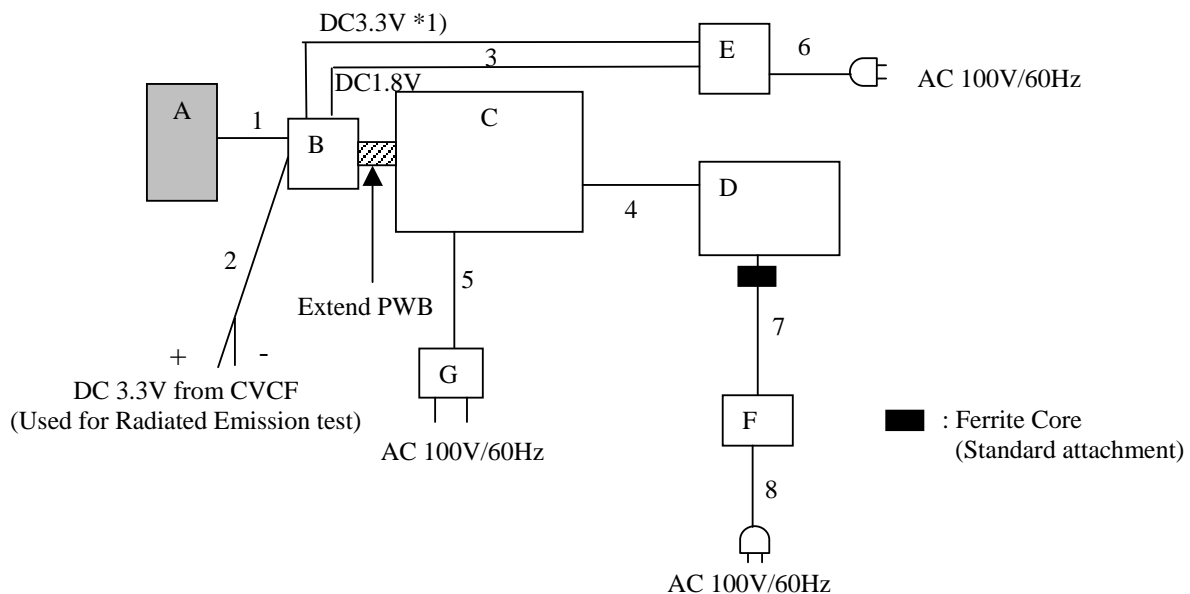 DC3.3V *1)
E
6
3
AC 100V/60Hz
DC1.8V
A
C
1
B
D
4
2
5
Extend PWB
7
+ -
G
DC 3.3V from CVCF
(Used for Radiated Emission test)
F
: Ferrite Core
(Standard attachment)
AC 100V/60Hz
8
AC 100V/60Hz